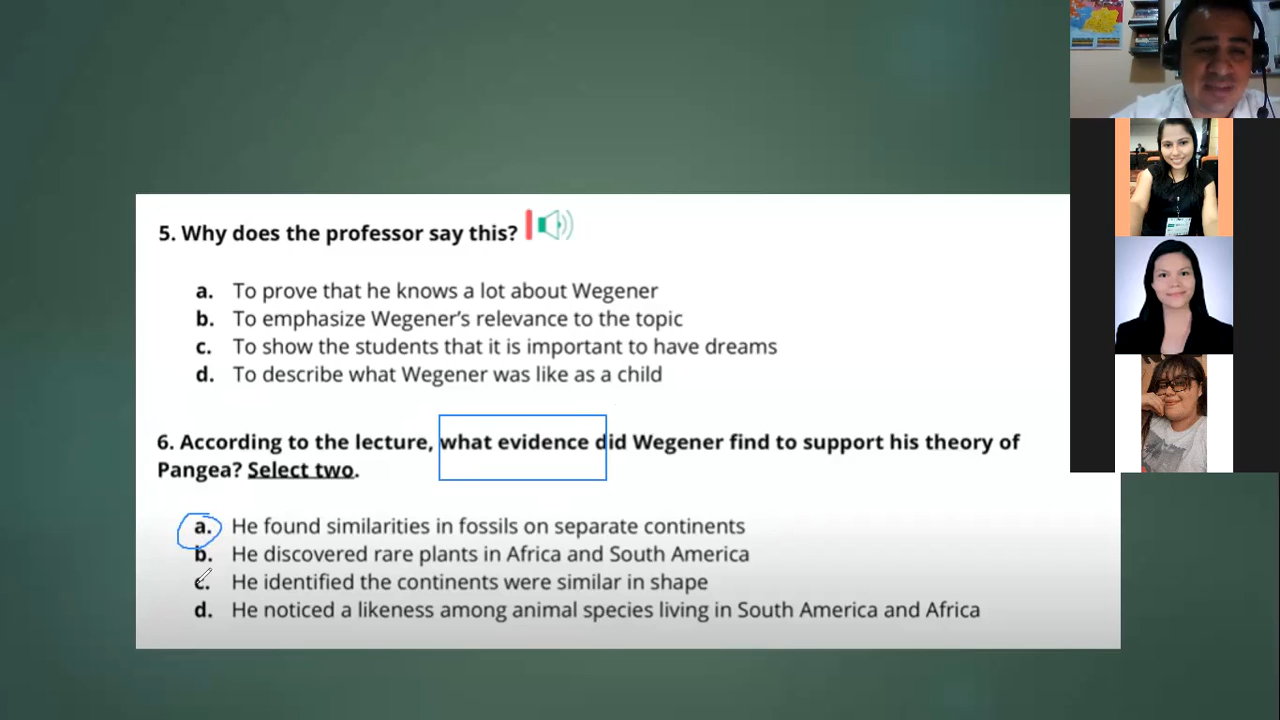 5. Why does the professor say this?
a. To prove that he knows a lot about Wegener
b. To emphasize Wegener's relevance to the topic
c. To show the students that it is important to have dreams
d. To describe what Wegener was like as a child
6. According to the lecture, what evidence did Wegener find to support his theory of
Pangea? Select two.
a. He found similarities in fossils on separate continents
b. He discovered rare plants in Africa and South America
c. He identified the continents were similar in shape
d. He noticed a likeness among animal species living in South America and Africa